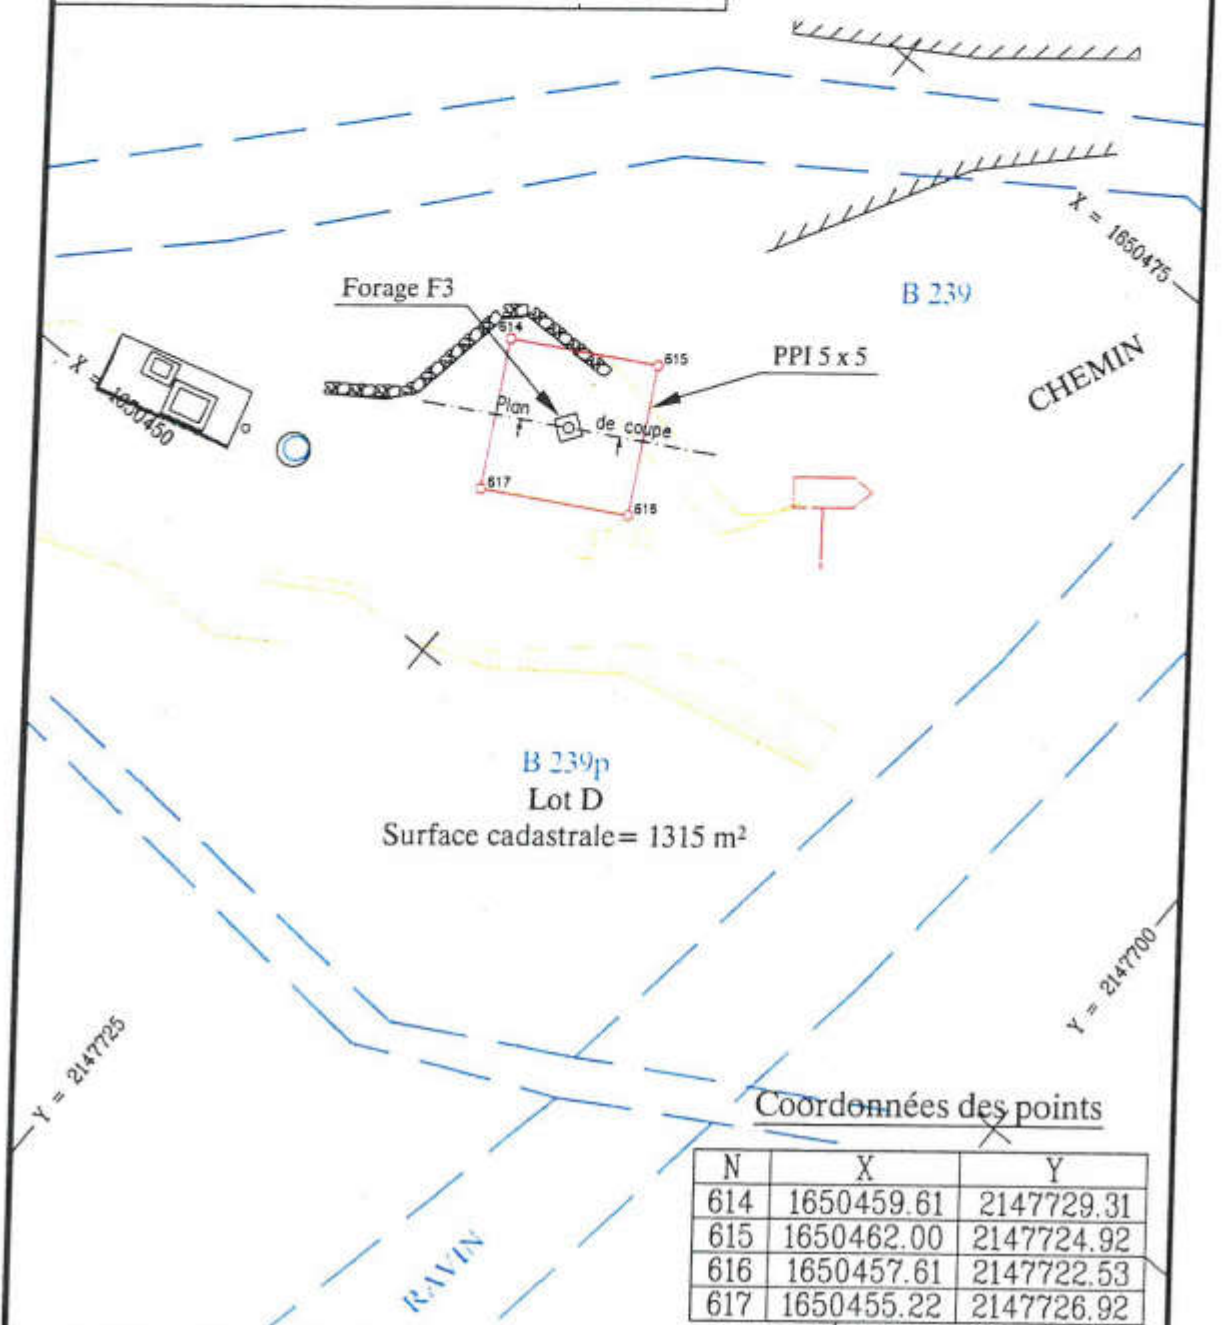 X = 1650475
Forage F3
B 239
614
615
PPI 5 x 5
CHEMIN
X = 1650450
Plan de coupe
617
616
B 239p
Lot D
Surface cadastrale= 1315 m²
Y = 2147700
Y = 2147725
Coordonnées des points
N X Y
614 1650459.61 2147729.31
615 1650462.00 2147724.92
616 1650457.61 2147722.53
617 1650455.22 2147726.92
RAVIN